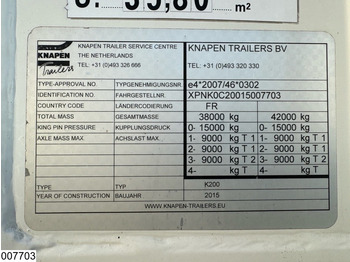 m²
KNAPEN Trailers
KNAPEN TRAILER SERVICE CENTRE
THE NETHERLANDS
TEL: +31 (0)493 326 666
KNAPEN TRAILERS BV
TEL: +31(0)493 320 330
TYPE-APPROVAL NO. TYPGENEHMIGUNGSNR. e4*2007/46*0302
IDENTIFICATION NO. FAHRGESTELLNR. XPNK0C20015007703
COUNTRY CODE LÄNDERCODIERUNG FR
TOTAL MASS GESAMTMASSE 38000 kg 42000 kg
KING PIN PRESSURE KUPPLUNGSDRUCK 0- 15000 kg 0- 15000 kg
AXLE MASS MAX. ACHSLAST MAX. 1- 9000 kg T 1 1- 9000 kg T 1
2- 9000 kg T 1 2- 9000 kg T 1
3- 9000 kg T 2 3- 9000 kg T 2
4- T 4- T
TYPE TYP K200
YEAR OF CONSTRUCTION BAUJAHR 2015
WWW.KNAPEN-TRAILERS.EU
007703